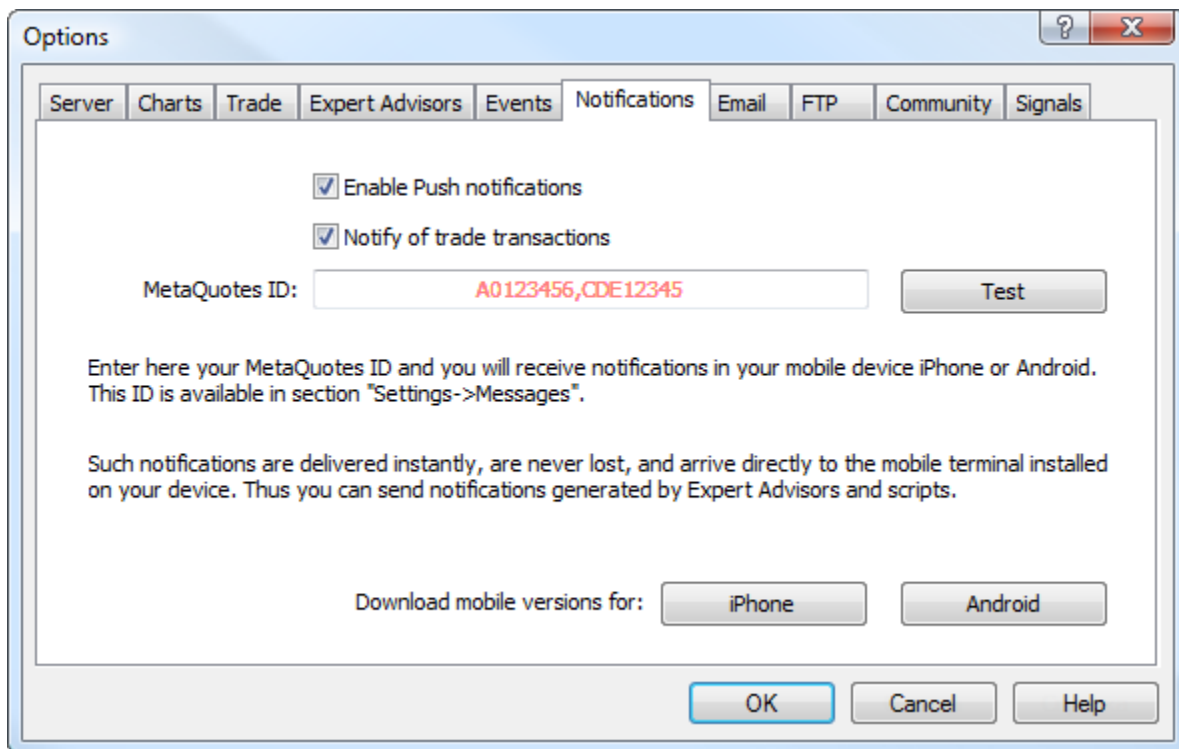 Options
Server Charts Trade Expert Advisors Events Notifications Email FTP Community Signals
Enable Push notifications
Notify of trade transactions
MetaQuotes ID: A0123456,CDE12345 Test
Enter here your MetaQuotes ID and you will receive notifications in your mobile device iPhone or Android.
This ID is available in section "Settings->Messages".
Such notifications are delivered instantly, are never lost, and arrive directly to the mobile terminal installed
on your device. Thus you can send notifications generated by Expert Advisors and scripts.
Download mobile versions for: iPhone Android
OK Cancel Help